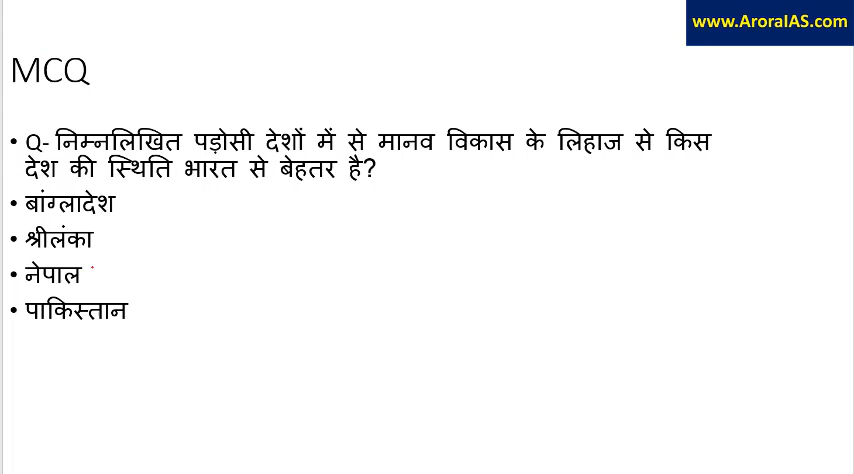 www.AroraIAS.com
MCQ
• Q- निम्नलिखित पड़ोसी देशों में से मानव विकास के लिहाज से किस
देश की स्थिति भारत से बेहतर है?
• बांग्लादेश
• श्रीलंका
• नेपाल
• पाकिस्तान